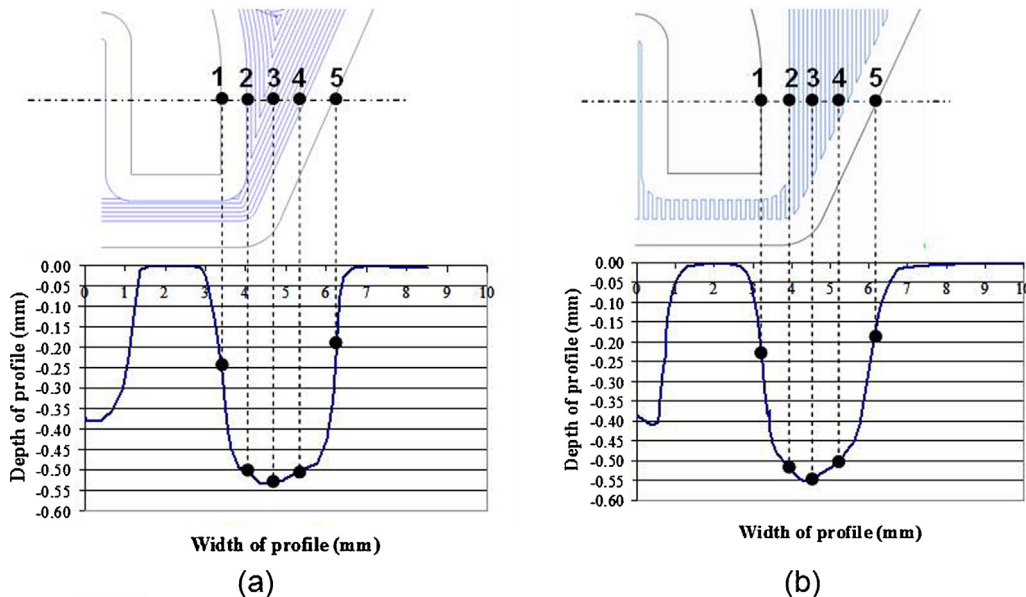 1 2 3 4 5
1 2 3 4 5
0.00
-0.05
-0.10
-0.15
-0.20
-0.25
-0.30
-0.35
-0.40
-0.45
-0.50
-0.55
-0.60
0 1 2 3 4 5 6 7 8 9 10
Depth of profile (mm)
Width of profile (mm)
(a)
0.00
-0.05
-0.10
-0.15
-0.20
-0.25
-0.30
-0.35
-0.40
-0.45
-0.50
-0.55
-0.60
0 1 2 3 4 5 6 7 8 9 10
Depth of profile (mm)
Width of profile (mm)
(b)